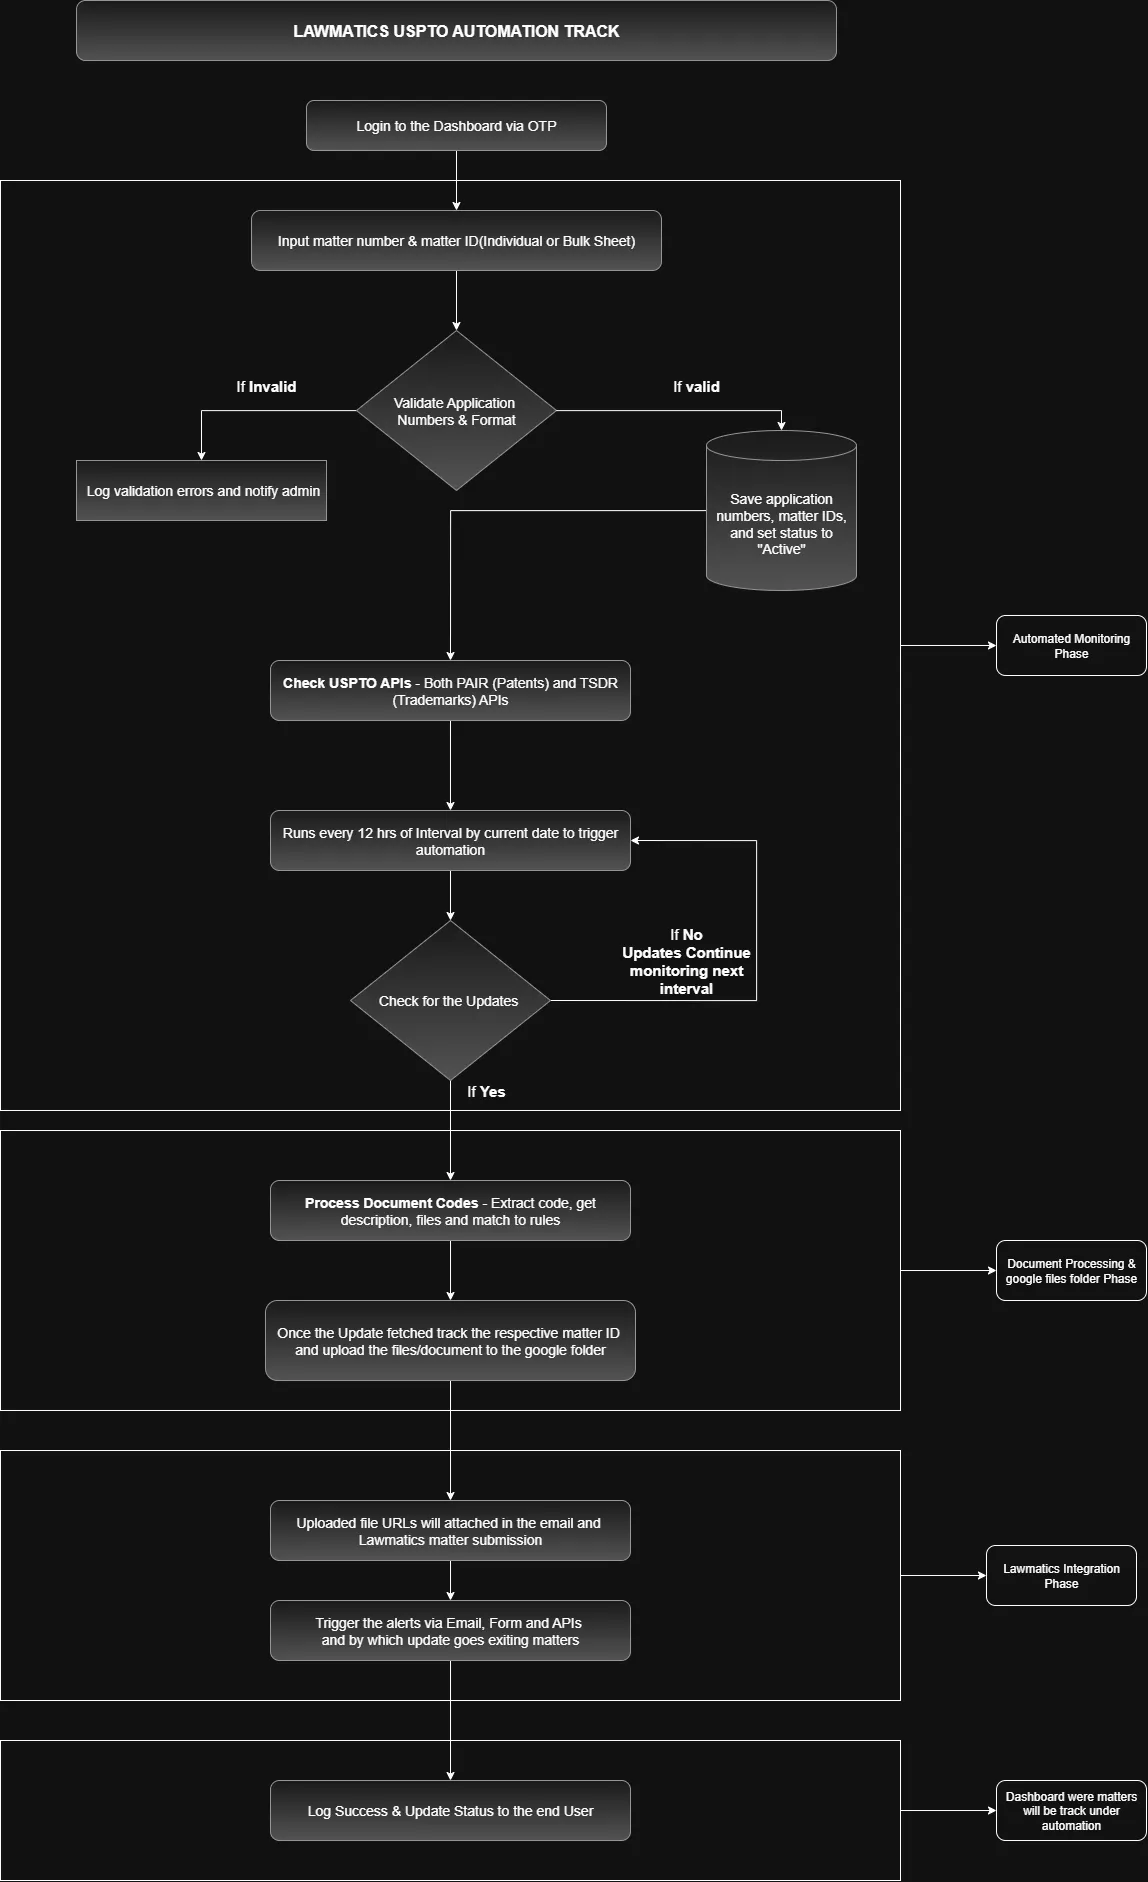 LAWMATICS USPTO AUTOMATION TRACK
Login to the Dashboard via OTP
Input matter number & matter ID(Individual or Bulk Sheet)
If Invalid
If valid
Validate Application
Numbers & Format
Log validation errors and notify admin
Save application
numbers, matter IDs,
and set status to
"Active"
Automated Monitoring
Phase
Check USPTO APIs - Both PAIR (Patents) and TSDR
(Trademarks) APIs
Runs every 12 hrs of Interval by current date to trigger
automation
If No
Updates Continue
monitoring next
interval
Check for the Updates
If Yes
Process Document Codes - Extract code, get
description, files and match to rules
Document Processing &
google files folder Phase
Once the Update fetched track the respective matter ID
and upload the files/document to the google folder
Uploaded file URLs will attached in the email and
Lawmatics matter submission
Lawmatics Integration
Phase
Trigger the alerts via Email, Form and APIs
and by which update goes exiting matters
Log Success & Update Status to the end User
Dashboard were matters
will be track under
automation